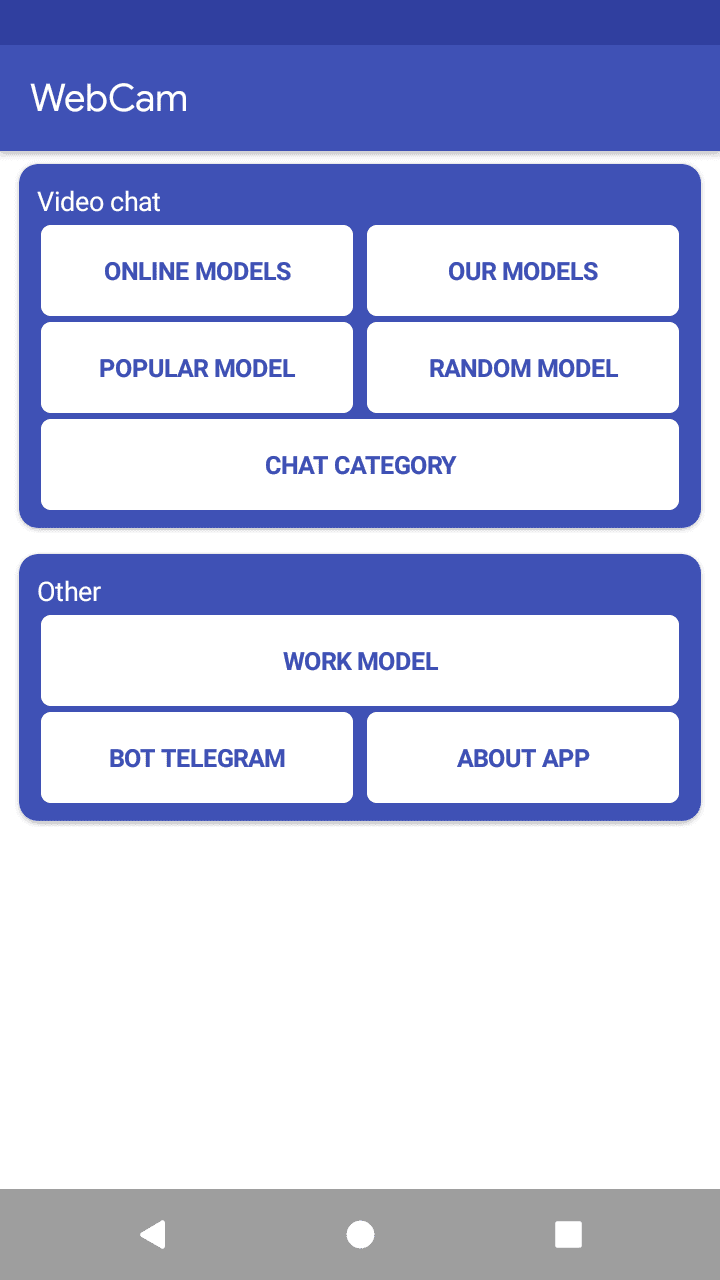 WebCam
Video chat
ONLINE MODELS
OUR MODELS
POPULAR MODEL
RANDOM MODEL
CHAT CATEGORY
Other
WORK MODEL
BOT TELEGRAM
ABOUT APP